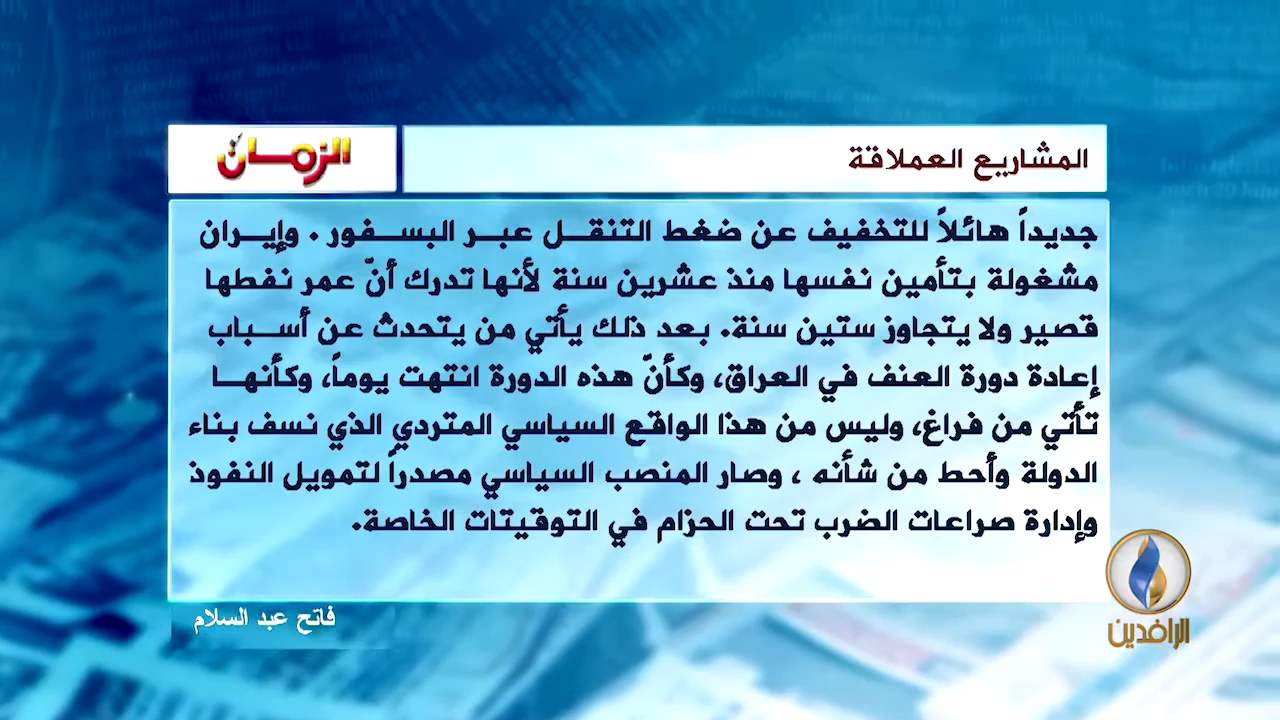 المشاريع العملاقة
الزمان
جديداً هائلاً للتخفيف عن ضغط التنقل عبر البسفور . وإيران
مشغولة بتأمين نفسها منذ عشرين سنة لأنها تدرك أنّ عمر نفطها
قصير ولا يتجاوز ستين سنة. بعد ذلك يأتي من يتحدث عن أسباب
إعادة دورة العنف في العراق، وكأنّ هذه الدورة انتهت يوماً، وكأنها
تأتي من فراغ، وليس من هذا الواقع السياسي المتردي الذي نسف بناء
الدولة وأحط من شأنه ، وصار المنصب السياسي مصدراً لتمويل النفوذ
وإدارة صراعات الضرب تحت الحزام في التوقيتات الخاصة.
فاتح عبد السلام
الرافدين